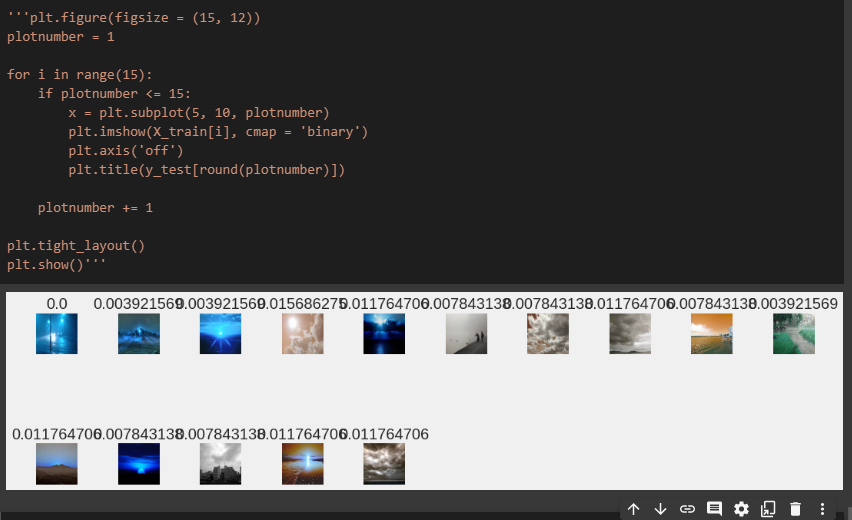 '''plt.figure(figsize = (15, 12))
plotnumber = 1
for i in range(15):
    if plotnumber <= 15:
        x = plt.subplot(5, 10, plotnumber)
        plt.imshow(X_train[i], cmap = 'binary')
        plt.axis('off')
        plt.title(y_test[round(plotnumber)])
    plotnumber += 1
plt.tight_layout()
plt.show()'''
0.0 0.003921569 0.003921569 0.015686275 0.011764706 0.007843138 0.007843138 0.011764706 0.007843138 0.003921569
0.011764706 0.007843138 0.007843138 0.011764706 0.011764706